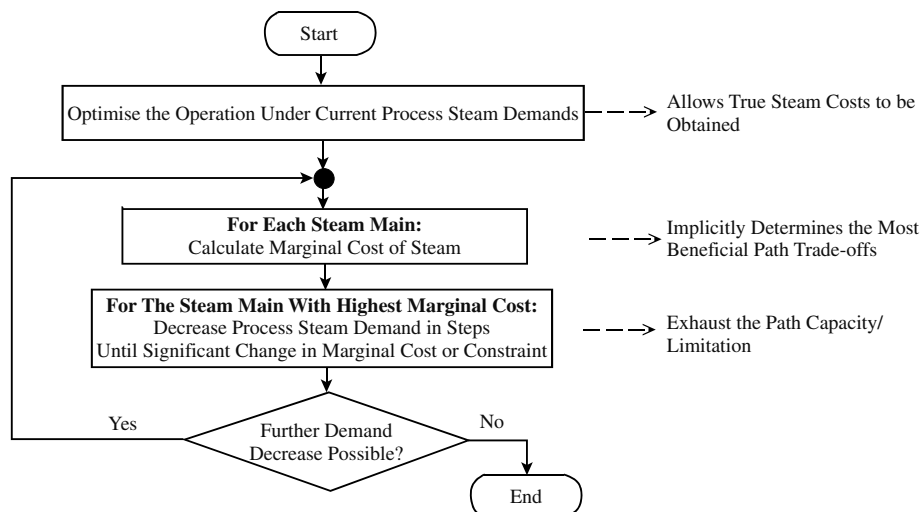 Start
Optimise the Operation Under Current Process Steam Demands
Allows True Steam Costs to be
Obtained
For Each Steam Main:
Calculate Marginal Cost of Steam
Implicitly Determines the Most
Beneficial Path Trade-offs
For The Steam Main With Highest Marginal Cost:
Decrease Process Steam Demand in Steps
Until Significant Change in Marginal Cost or Constraint
Exhaust the Path Capacity/
Limitation
Yes
Further Demand
Decrease Possible?
No
End